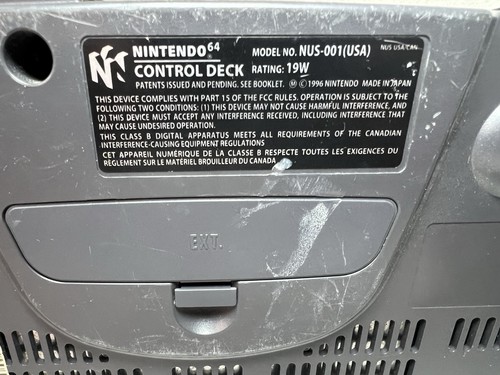 NINTENDO 64 MODEL NO. NUS-001(USA) NUS USA/CAN
CONTROL DECK RATING: 19W
PATENTS ISSUED AND PENDING. SEE BOOKLET. Ⓜ © 1996 NINTENDO MADE IN JAPAN
THIS DEVICE COMPLIES WITH PART 15 OF THE FCC RULES. OPERATION IS SUBJECT TO THE
FOLLOWING TWO CONDITIONS: (1) THIS DEVICE MAY NOT CAUSE HARMFUL INTERFERENCE, AND
(2) THIS DEVICE MUST ACCEPT ANY INTERFERENCE RECEIVED, INCLUDING INTERFERENCE THAT
MAY CAUSE UNDESIRED OPERATION.
THIS CLASS B DIGITAL APPARATUS MEETS ALL REQUIREMENTS OF THE CANADIAN
INTERFERENCE-CAUSING EQUIPMENT REGULATIONS
CET APPAREIL NUMÉRIQUE DE LA CLASSE B RESPECTE TOUTES LES EXIGENCES DU
RÈGLEMENT SUR LE MATÉRIEL BROUILLEUR DU CANADA
EXT.